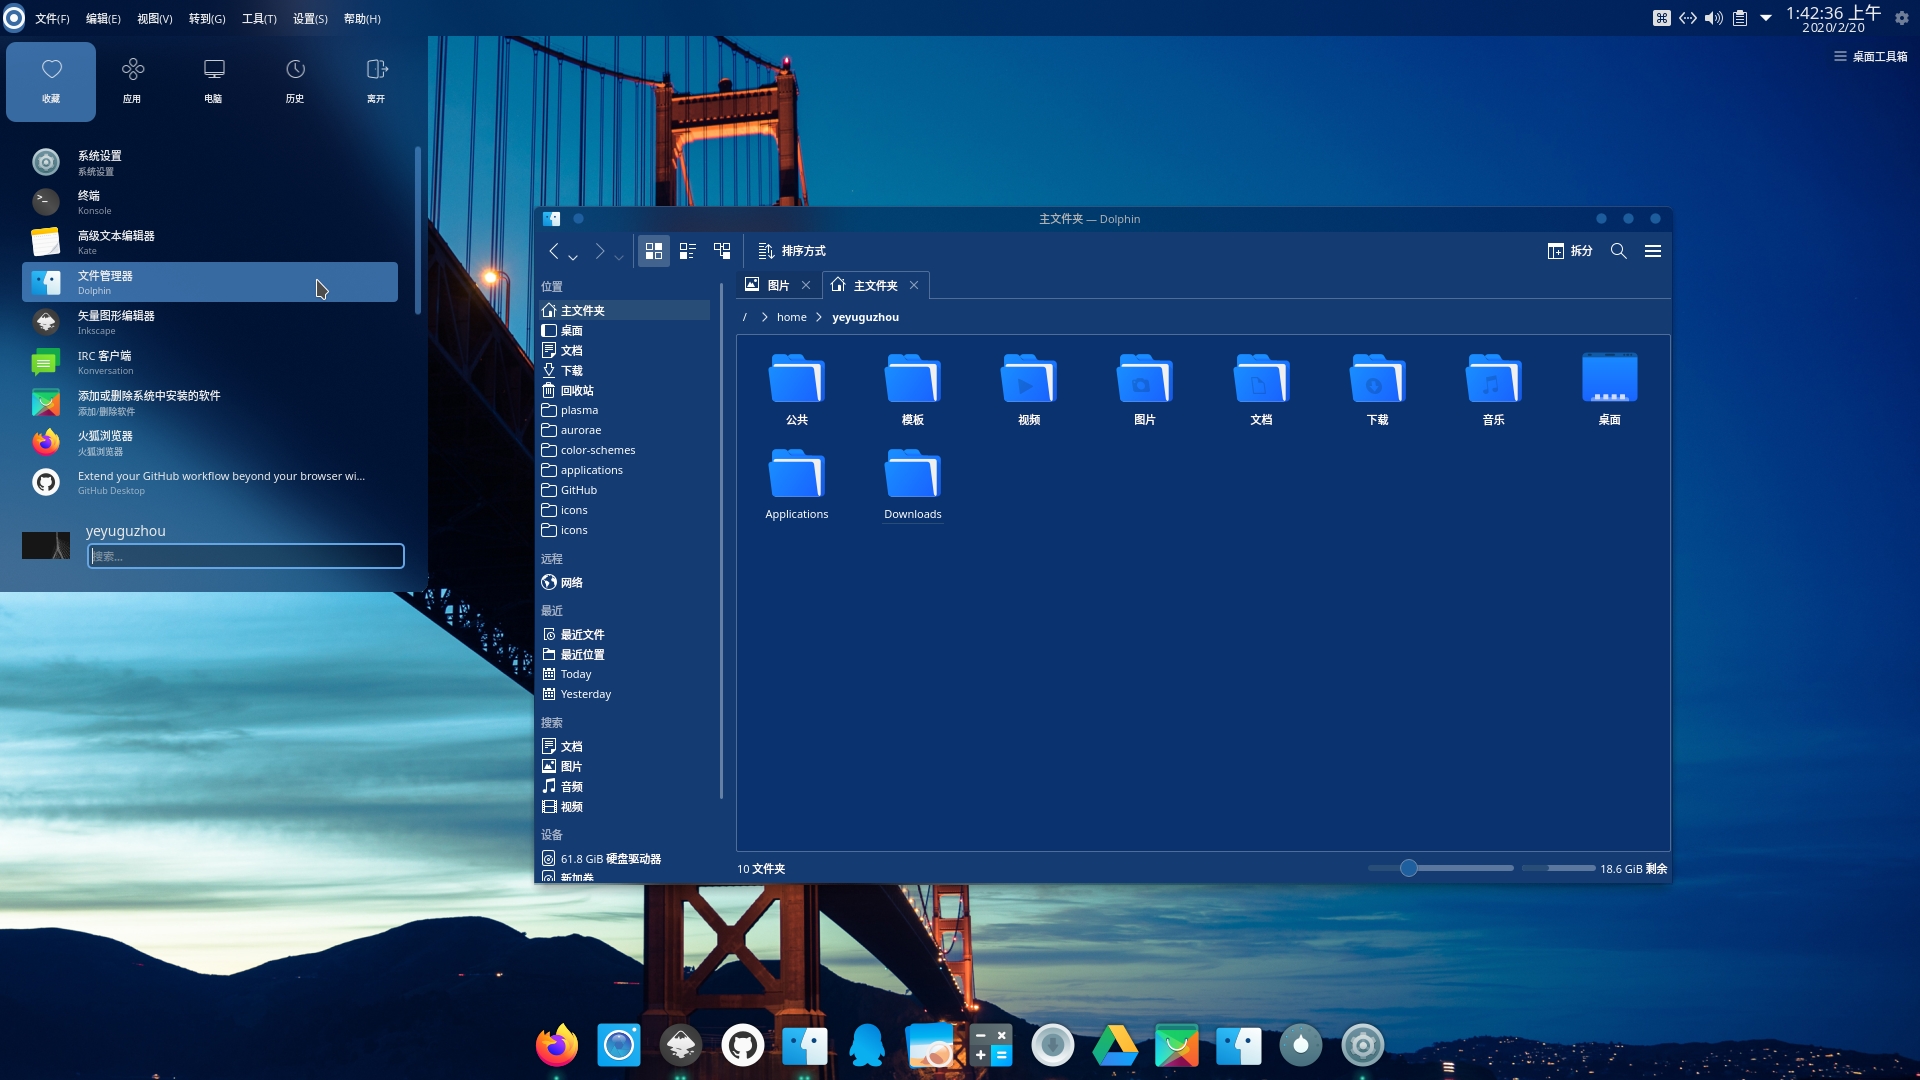 文件(F) 编辑(E) 视图(V) 转到(G) 工具(T) 设置(S) 帮助(H)
1:42:36 上午
2020/2/20
桌面工具箱
收藏 应用 电脑 历史 离开
系统设置
系统设置
终端
Konsole
高级文本编辑器
Kate
文件管理器
Dolphin
矢量图形编辑器
Inkscape
IRC 客户端
Konversation
添加或删除系统中安装的软件
添加/删除软件
火狐浏览器
火狐浏览器
Extend your GitHub workflow beyond your browser wi...
GitHub Desktop
yeyuguzhou
搜索...
主文件夹 — Dolphin
排序方式
拆分
位置
主文件夹
桌面
文档
下载
回收站
plasma
aurorae
color-schemes
applications
GitHub
icons
icons
远程
网络
最近
最近文件
最近位置
Today
Yesterday
搜索
文档
图片
音频
视频
设备
61.8 GiB 硬盘驱动器
新加卷
图片 主文件夹
/ home yeyuguzhou
公共 模板 视频 图片 文档 下载 音乐 桌面
Applications Downloads
10 文件夹
18.6 GiB 剩余